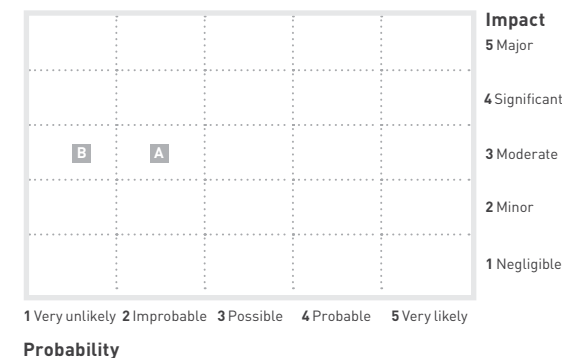 Impact
5 Major
4 Significant
B A 3 Moderate
2 Minor
1 Negligible
1 Very unlikely 2 Improbable 3 Possible 4 Probable 5 Very likely
Probability